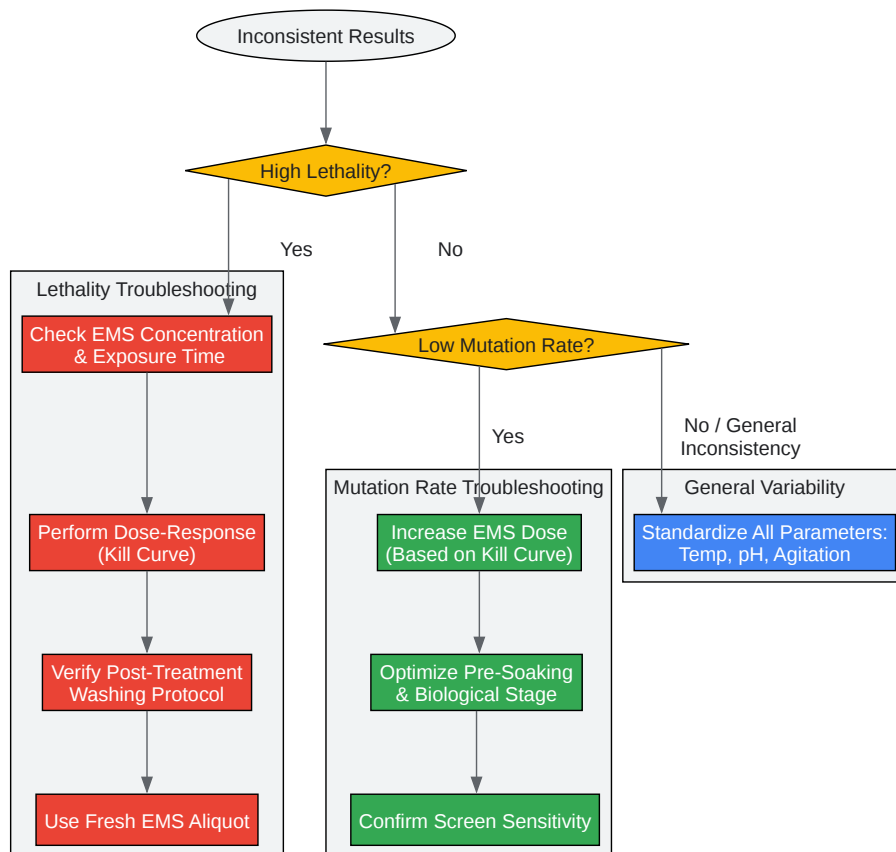 Inconsistent Results
High Lethality?
Yes
No
Lethality Troubleshooting
Check EMS Concentration
& Exposure Time
Low Mutation Rate?
Yes
No / General
Inconsistency
Mutation Rate Troubleshooting
General Variability
Perform Dose-Response
(Kill Curve)
Increase EMS Dose
(Based on Kill Curve)
Standardize All Parameters:
Temp, pH, Agitation
Verify Post-Treatment
Washing Protocol
Optimize Pre-Soaking
& Biological Stage
Use Fresh EMS Aliquot
Confirm Screen Sensitivity